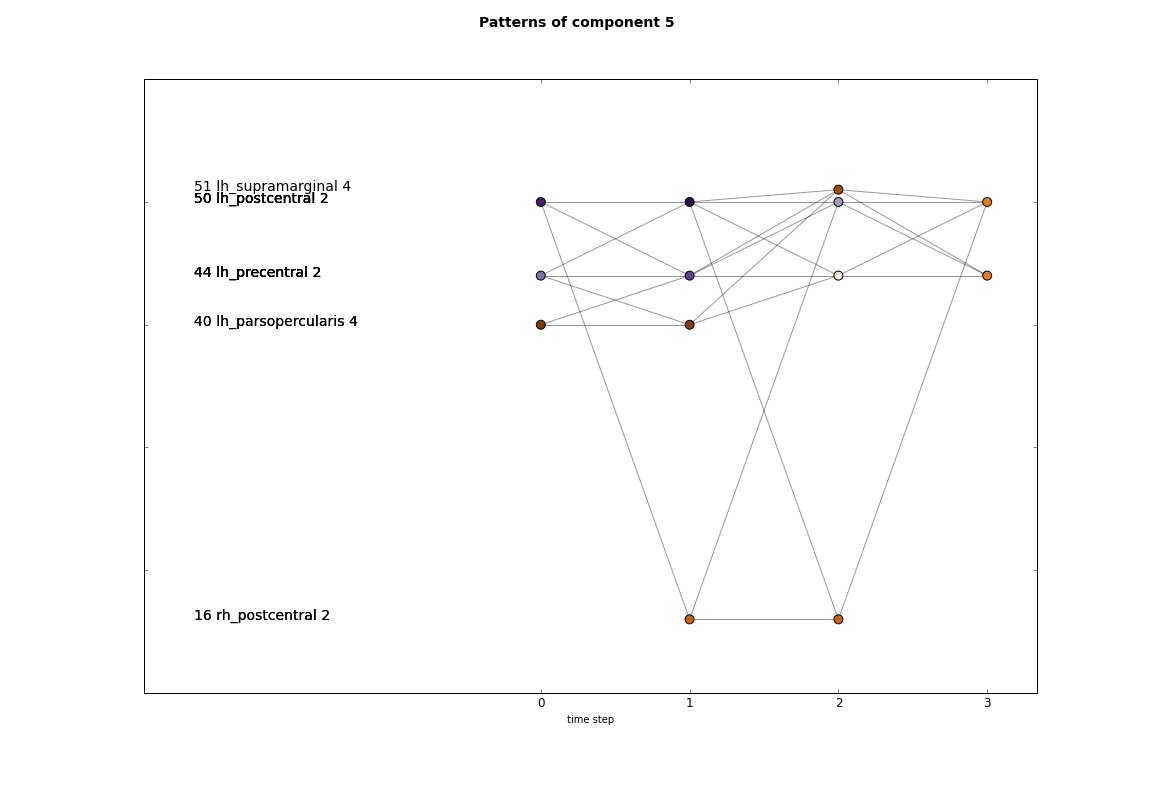 Patterns of component 5
51 lh_supramarginal 4
50 lh_postcentral 2
44 lh_precentral 2
40 lh_parsopercularis 4
16 rh_postcentral 2
0 1 2 3
time step